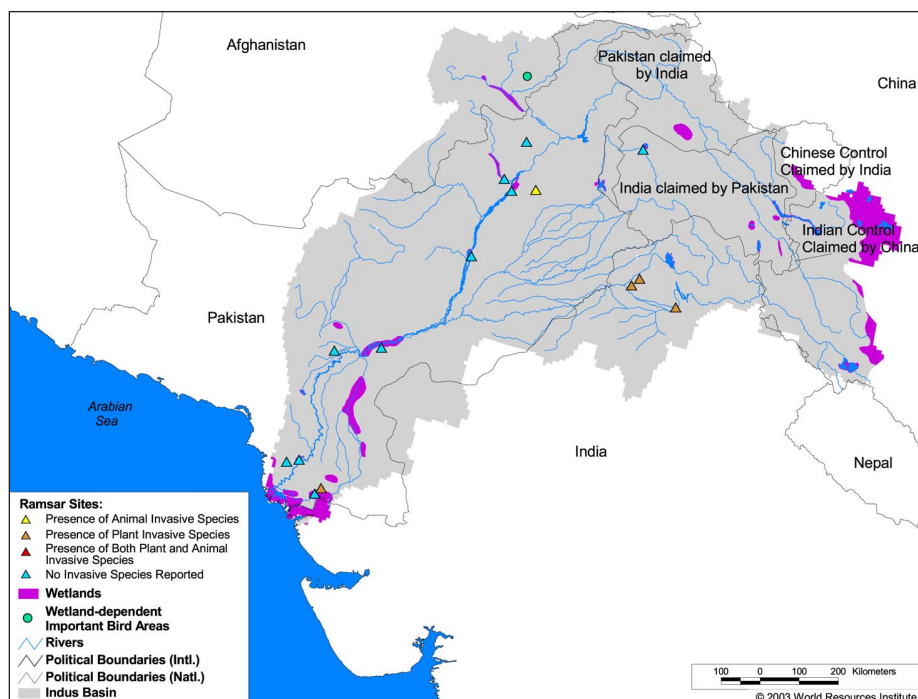 Afghanistan
Pakistan claimed
by India
China
Chinese Control
Claimed by India
India claimed by Pakistan
Indian Control
Claimed by China
Pakistan
Arabian
Sea
India
Nepal
Ramsar Sites:
Presence of Animal Invasive Species
Presence of Plant Invasive Species
Presence of Both Plant and Animal
Invasive Species
No Invasive Species Reported
Wetlands
Wetland-dependent
Important Bird Areas
Rivers
Political Boundaries (Intl.)
Political Boundaries (Natl.)
Indus Basin
100 0 100 200 Kilometers
© 2003 World Resources Institute